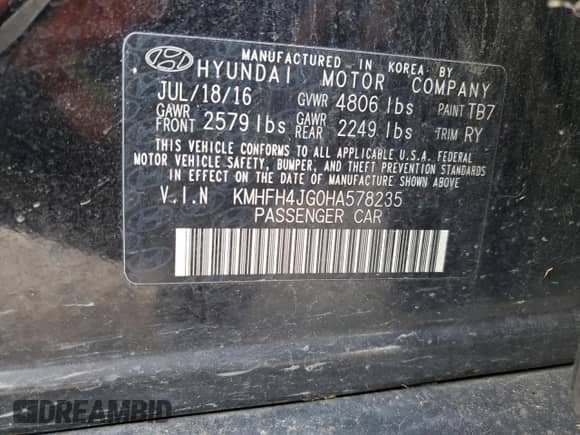 MANUFACTURED IN KOREA BY
HYUNDAI MOTOR COMPANY
JUL/18/16 GVWR 4806 lbs PAINT TB7
GAWR FRONT 2579 lbs GAWR REAR 2249 lbs TRIM RY
THIS VEHICLE CONFORMS TO ALL APPLICABLE U.S.A. FEDERAL
MOTOR VEHICLE SAFETY, BUMPER, AND THEFT PREVENTION STANDARDS
IN EFFECT ON THE DATE OF MANUFACTURE SHOWN ABOVE
V.I.N KMHFH4JG0HA578235
PASSENGER CAR
DREAMBID